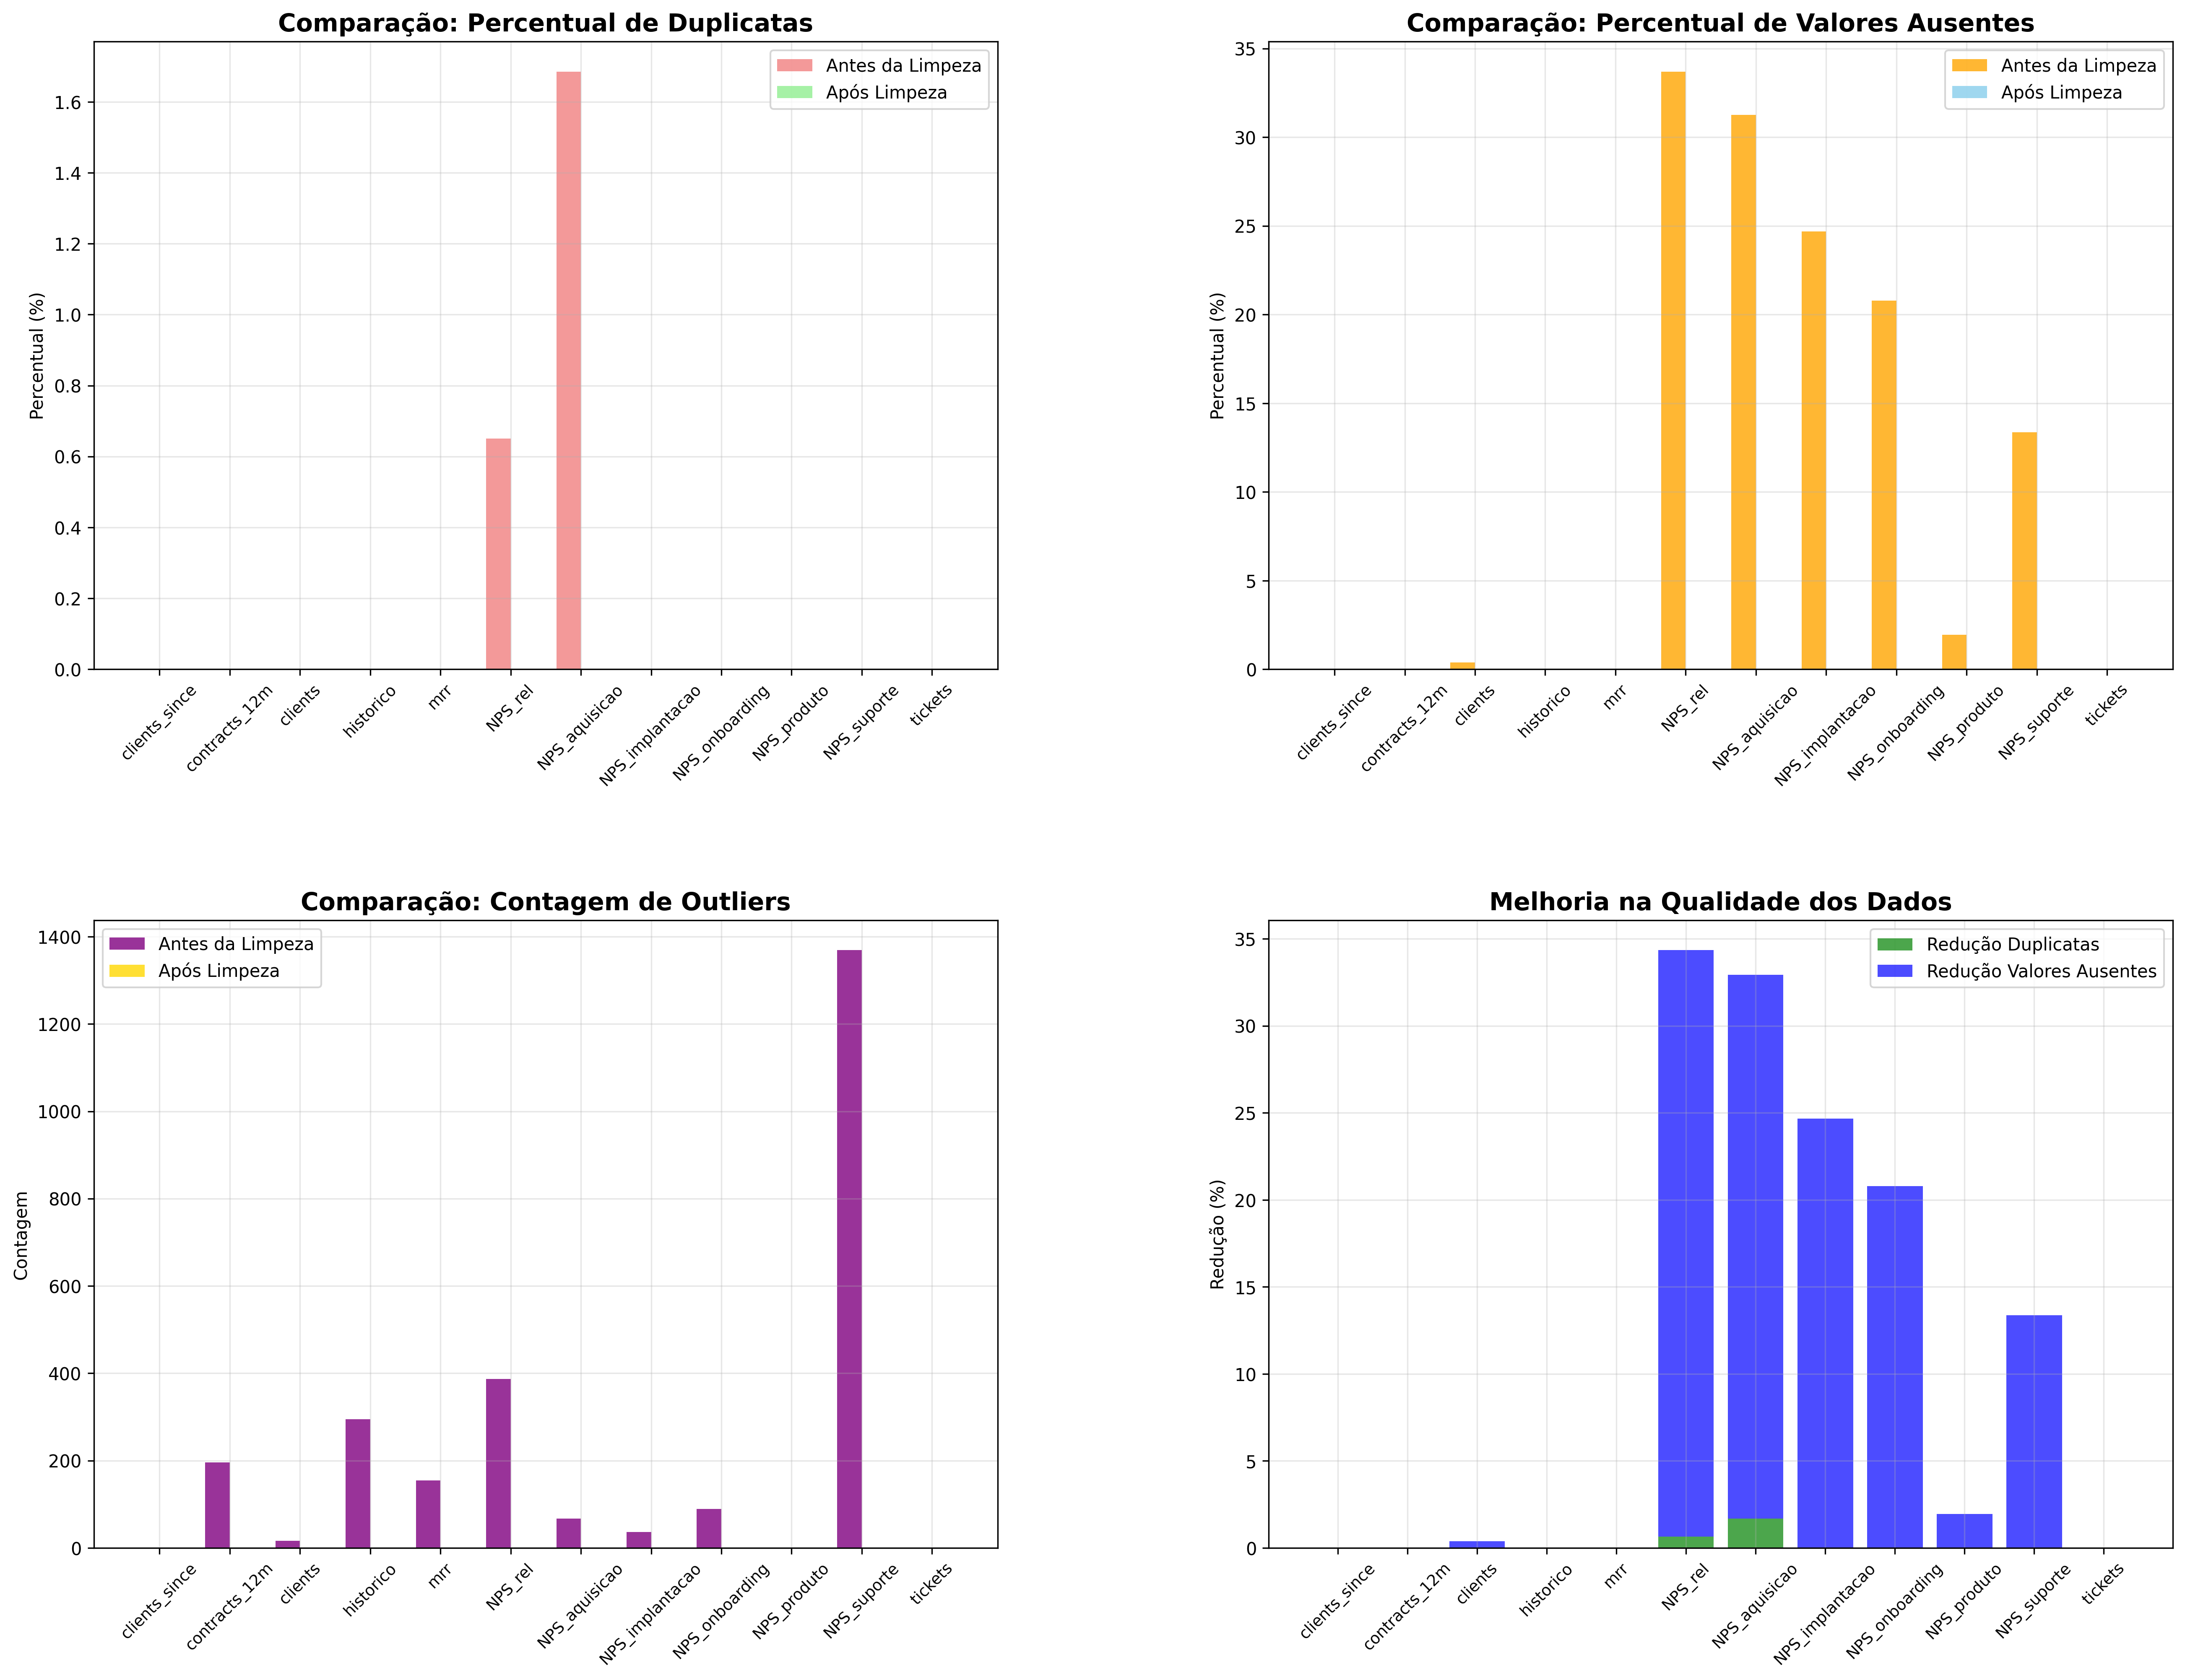 Comparação: Percentual de Duplicatas
Percentual (%)
1.6
1.4
1.2
1.0
0.8
0.6
0.4
0.2
0.0
Antes da Limpeza
Após Limpeza
clients_since
contracts_12m
clients
historico
mrr
NPS_rel
NPS_aquisicao
NPS_implantacao
NPS_onboarding
NPS_produto
NPS_suporte
tickets
Comparação: Percentual de Valores Ausentes
Percentual (%)
35
30
25
20
15
10
5
0
Antes da Limpeza
Após Limpeza
clients_since
contracts_12m
clients
historico
mrr
NPS_rel
NPS_aquisicao
NPS_implantacao
NPS_onboarding
NPS_produto
NPS_suporte
tickets
Comparação: Contagem de Outliers
Contagem
1400
1200
1000
800
600
400
200
0
Antes da Limpeza
Após Limpeza
clients_since
contracts_12m
clients
historico
mrr
NPS_rel
NPS_aquisicao
NPS_implantacao
NPS_onboarding
NPS_produto
NPS_suporte
tickets
Melhoria na Qualidade dos Dados
Redução (%)
35
30
25
20
15
10
5
0
Redução Duplicatas
Redução Valores Ausentes
clients_since
contracts_12m
clients
historico
mrr
NPS_rel
NPS_aquisicao
NPS_implantacao
NPS_onboarding
NPS_produto
NPS_suporte
tickets